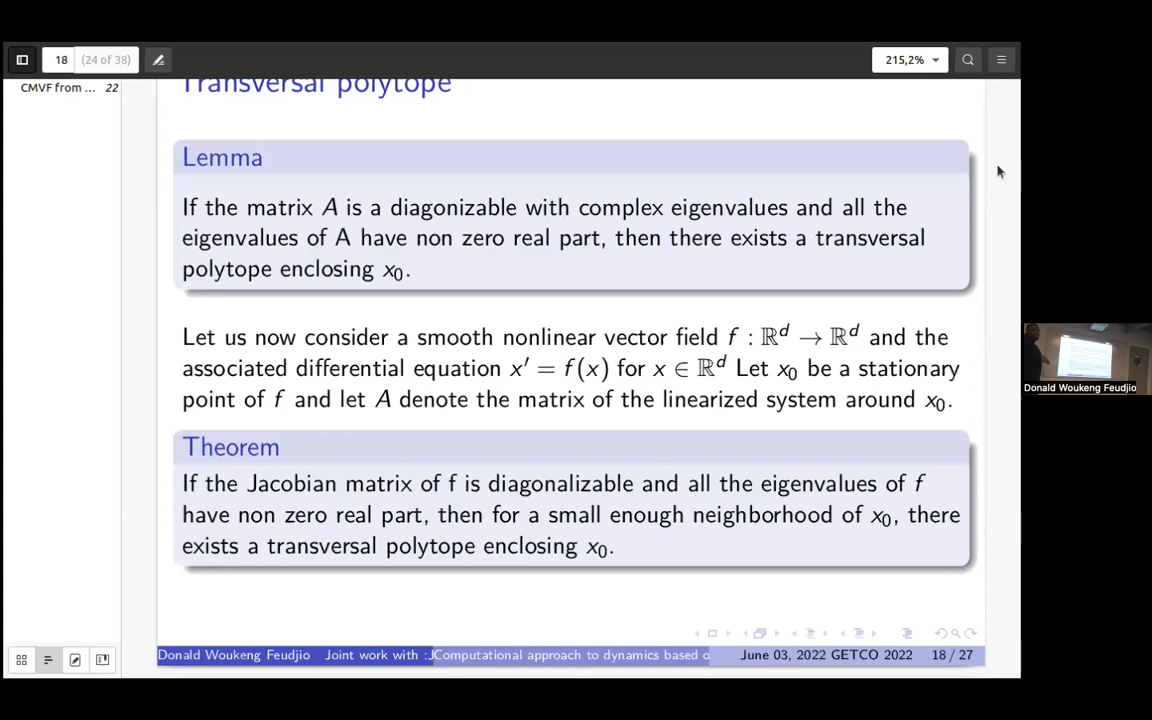 18 (24 of 38) 215,2%
CMVF from ... 22
Transversal polytope
Lemma
If the matrix A is a diagonizable with complex eigenvalues and all the
eigenvalues of A have non zero real part, then there exists a transversal
polytope enclosing x₀.
Let us now consider a smooth nonlinear vector field f : ℝᵈ → ℝᵈ and the
associated differential equation x′ = f(x) for x ∈ ℝᵈ Let x₀ be a stationary
point of f and let A denote the matrix of the linearized system around x₀.
Theorem
If the Jacobian matrix of f is diagonalizable and all the eigenvalues of f
have non zero real part, then for a small enough neighborhood of x₀, there
exists a transversal polytope enclosing x₀.
Donald Woukeng Feudjio Joint work with :J Computational approach to dynamics based o June 03, 2022 GETCO 2022 18 / 27
Donald Woukeng Feudjio